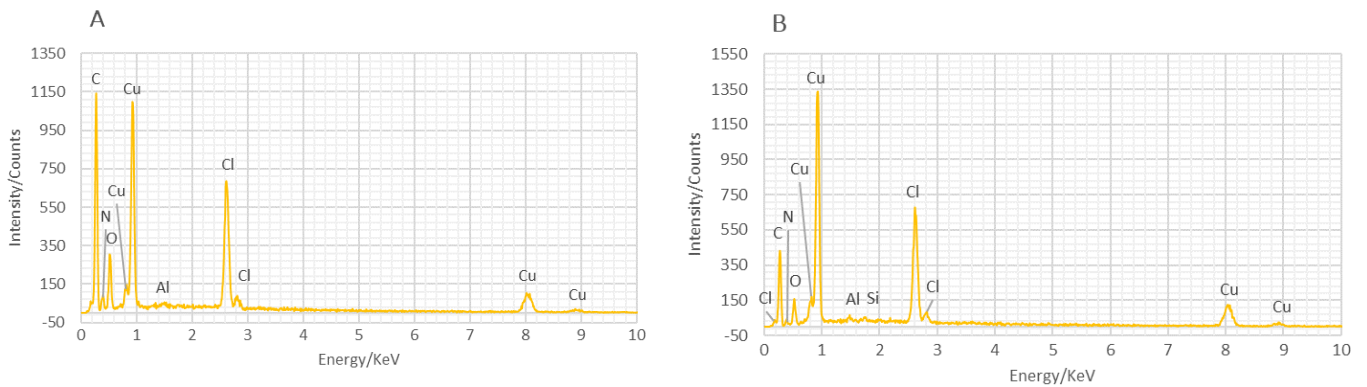 A
1350
1150
950
750
550
350
150
-50
Intensity/Counts
C
Cu
Cu
N
O
Al
Cl
Cl
Cu
Cu
0 1 2 3 4 5 6 7 8 9 10
Energy/KeV
B
1550
1350
1150
950
750
550
350
150
-50
Intensity/Counts
Cu
Cu
N
C
O
Cl
Al Si
Cl
Cl
Cu
Cu
0 1 2 3 4 5 6 7 8 9 10
Energy/KeV